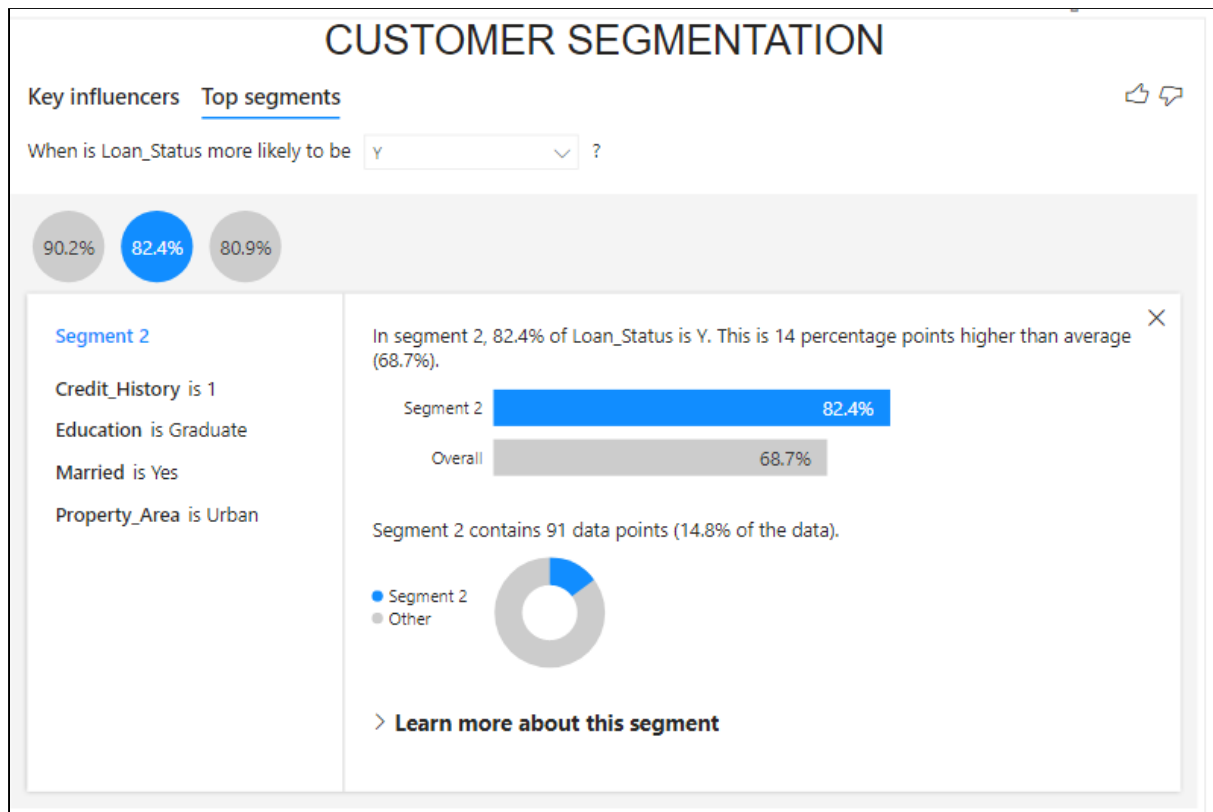 CUSTOMER SEGMENTATION
Key influencers Top segments
When is Loan_Status more likely to be Y ?
90.2% 82.4% 80.9%
Segment 2
Credit_History is 1
Education is Graduate
Married is Yes
Property_Area is Urban
In segment 2, 82.4% of Loan_Status is Y. This is 14 percentage points higher than average
(68.7%).
Segment 2 82.4%
Overall 68.7%
Segment 2 contains 91 data points (14.8% of the data).
Segment 2
Other
Learn more about this segment